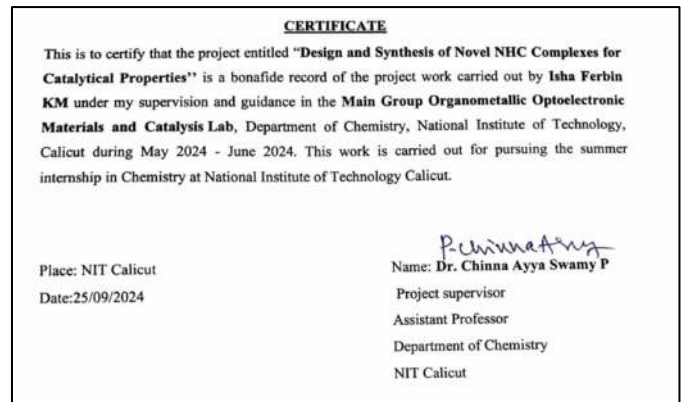 CERTIFICATE
This is to certify that the project entitled “Design and Synthesis of Novel NHC Complexes for
Catalytical Properties’’ is a bonafide record of the project work carried out by Isha Ferbin
KM under my supervision and guidance in the Main Group Organometallic Optoelectronic
Materials and Catalysis Lab, Department of Chemistry, National Institute of Technology,
Calicut during May 2024 - June 2024. This work is carried out for pursuing the summer
internship in Chemistry at National Institute of Technology Calicut.
P-ChinnaAyy
Place: NIT Calicut
Name: Dr. Chinna Ayya Swamy P
Date:25/09/2024
Project supervisor
Assistant Professor
Department of Chemistry
NIT Calicut